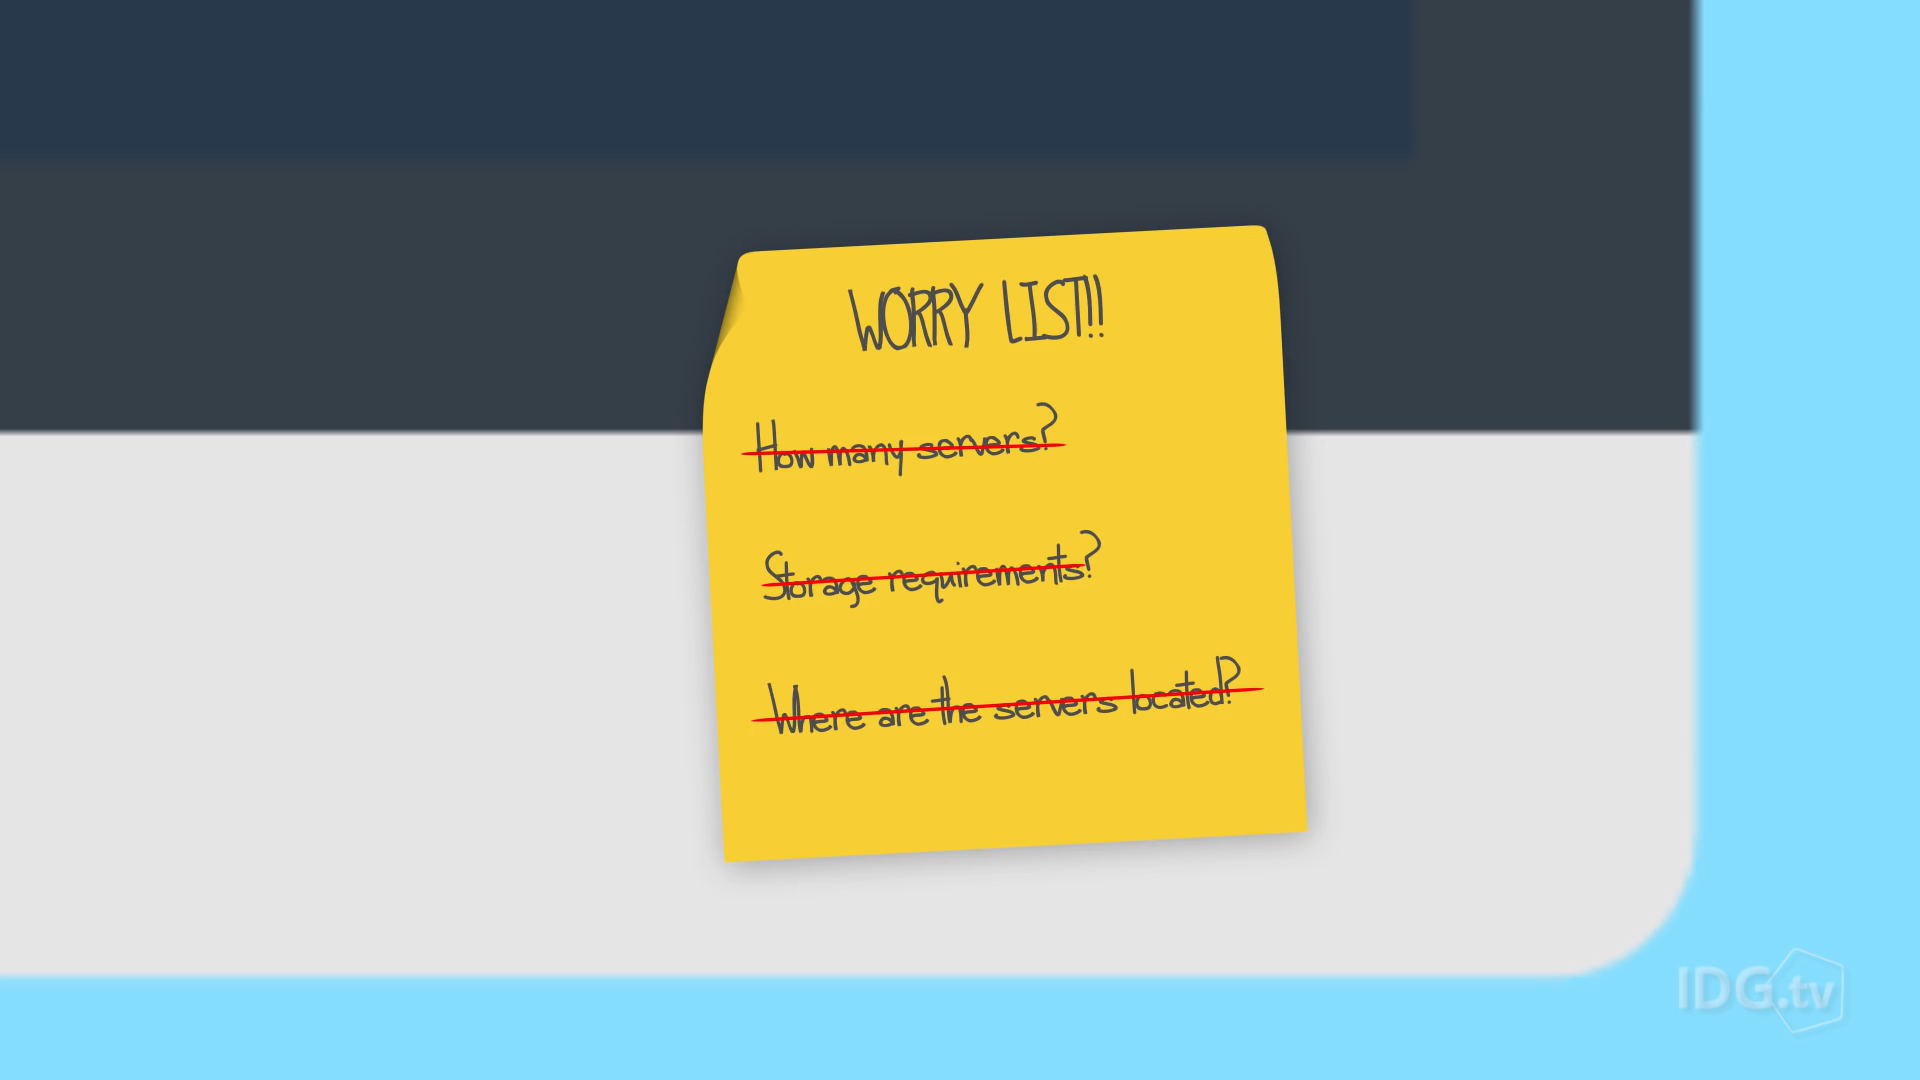 WORRY LIST!!
How many servers?
Storage requirements?
Where are the servers located?
IDG.tv